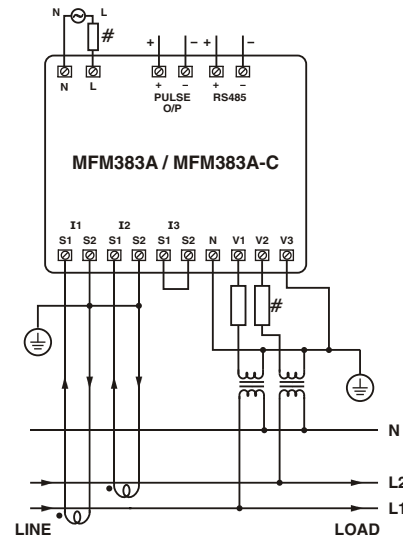 N L
#
+ − + −
N L + − + −
PULSE O/P RS485
MFM383A / MFM383A-C
I1 I2 I3
S1 S2 S1 S2 S1 S2 N V1 V2 V3
#
N
L2
L1
LINE LOAD